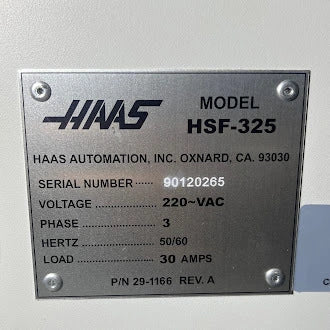 HAAS
MODEL
HSF-325
HAAS AUTOMATION, INC. OXNARD, CA. 93030
SERIAL NUMBER ····· 90120265
VOLTAGE ················ 220~VAC
PHASE ···················· 3
HERTZ ···················· 50/60
LOAD ······················ 30 AMPS
P/N 29-1166 REV. A